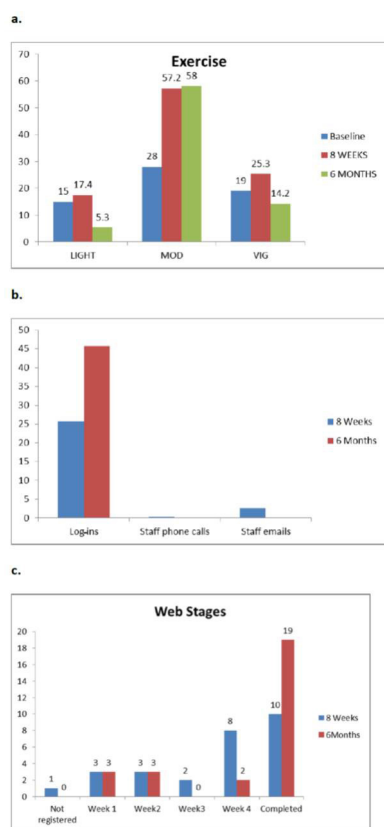 a.
Exercise
70
60
50
40
30
20
10
0
15 17.4 5.3
28 57.2 58
19 25.3 14.2
LIGHT MOD VIG
Baseline
8 WEEKS
6 MONTHS
b.
50
45
40
35
30
25
20
15
10
5
0
Log-ins Staff phone calls Staff emails
8 Weeks
6 Months
c.
Web Stages
20
18
16
14
12
10
8
6
4
2
0
1 0 3 3 3 3 2 0 8 2 10 19
Not registered Week 1 Week2 Week3 Week 4 Completed
8 Weeks
6Months